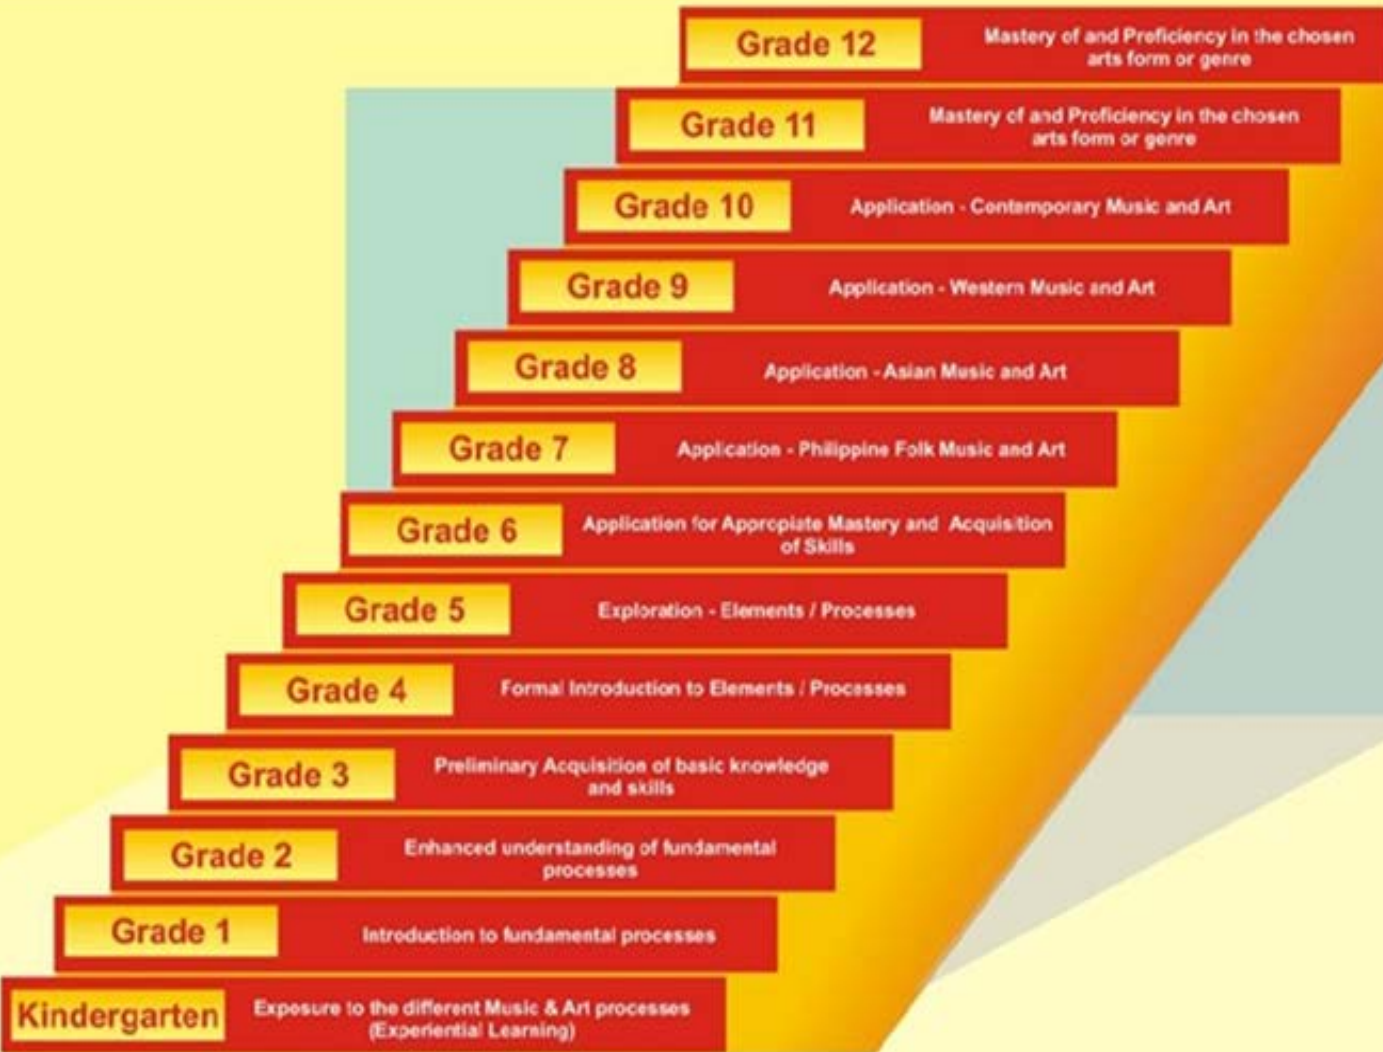 Grade 12
Mastery of and Proficiency in the chosen
arts form or genre
Grade 11
Mastery of and Proficiency in the chosen
arts form or genre
Grade 10
Application - Contemporary Music and Art
Grade 9
Application - Western Music and Art
Grade 8
Application - Asian Music and Art
Grade 7
Application - Philippine Folk Music and Art
Grade 6
Application for Appropiate Mastery and Acquisition
of Skills
Grade 5
Exploration - Elements / Processes
Grade 4
Formal Introduction to Elements / Processes
Grade 3
Preliminary Acquisition of basic knowledge
and skills
Grade 2
Enhanced understanding of fundamental
processes
Grade 1
Introduction to fundamental processes
Kindergarten
Exposure to the different Music & Art processes
(Experiential Learning)